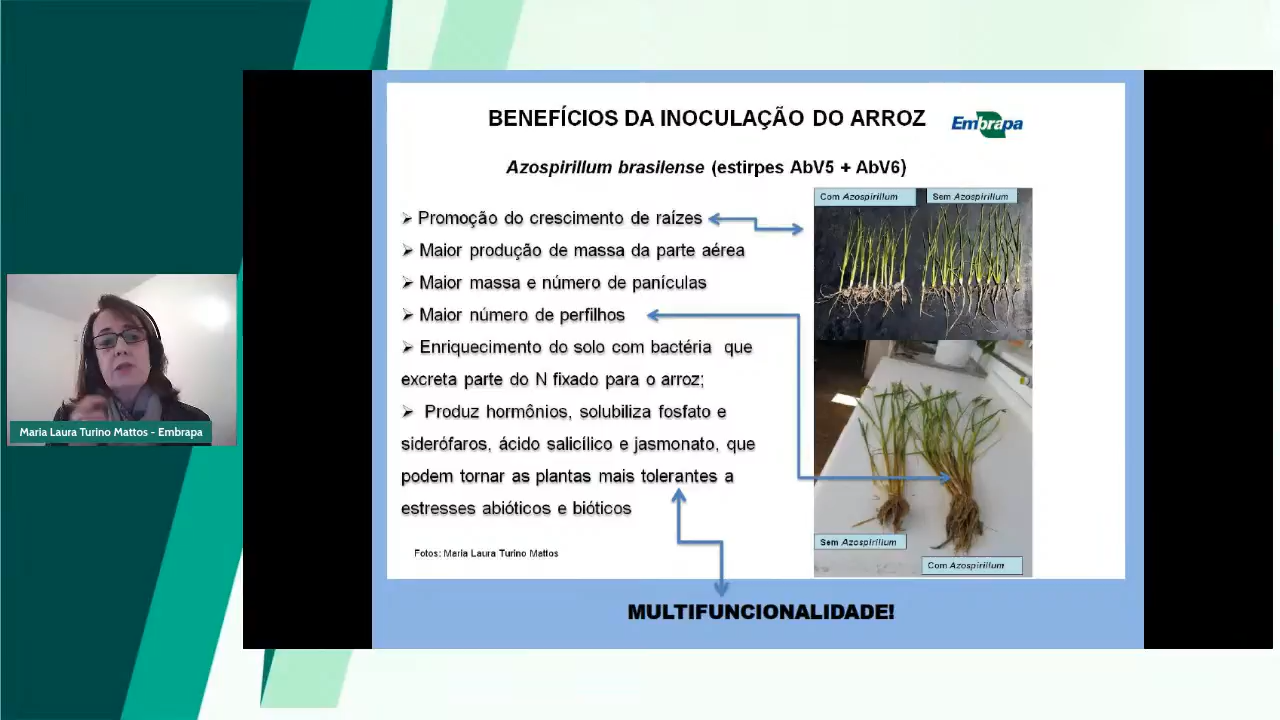 BENEFÍCIOS DA INOCULAÇÃO DO ARROZ
Embrapa
Azospirillum brasilense (estirpes AbV5 + AbV6)
➢ Promoção do crescimento de raízes
➢ Maior produção de massa da parte aérea
➢ Maior massa e número de panículas
➢ Maior número de perfilhos
➢ Enriquecimento do solo com bactéria que
excreta parte do N fixado para o arroz;
➢ Produz hormônios, solubiliza fosfato e
siderófaros, ácido salicílico e jasmonato, que
podem tornar as plantas mais tolerantes a
estresses abióticos e bióticos
Fotos: Maria Laura Turino Mattos
Com Azospirillum
Sem Azospirillum
Sem Azospirillum
Com Azospirillum
MULTIFUNCIONALIDADE!
Maria Laura Turino Mattos - Embrapa